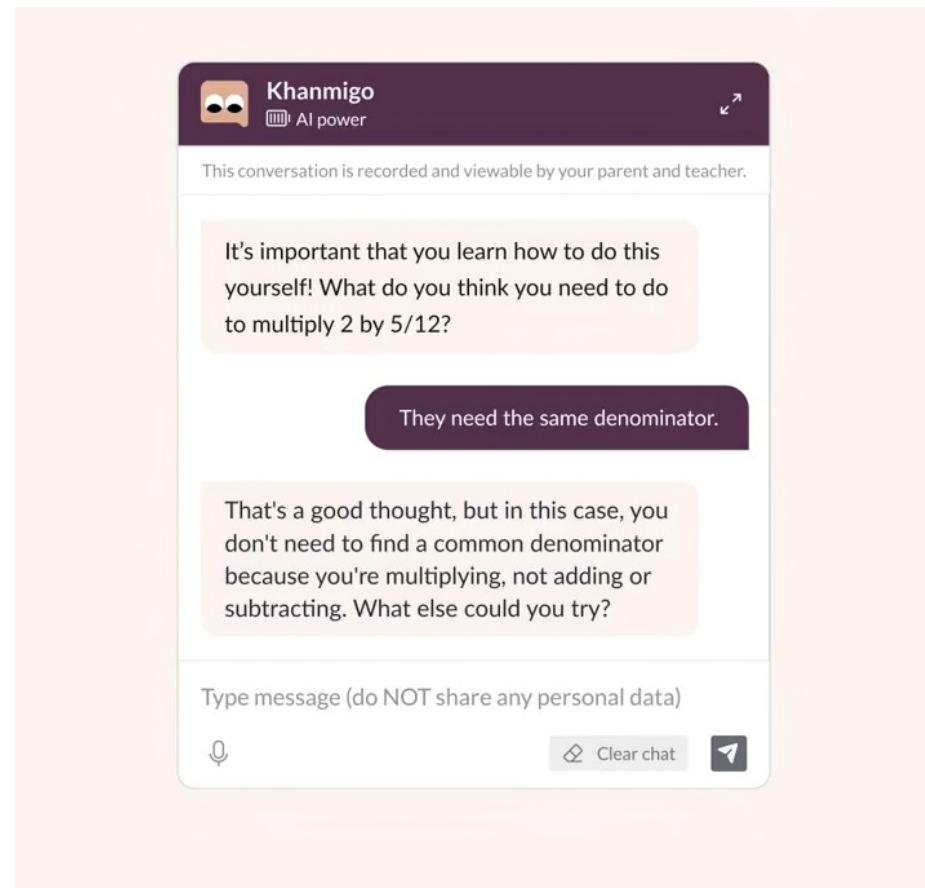 Khanmigo
AI power
This conversation is recorded and viewable by your parent and teacher.
It’s important that you learn how to do this
yourself! What do you think you need to do
to multiply 2 by 5/12?
They need the same denominator.
That's a good thought, but in this case, you
don't need to find a common denominator
because you're multiplying, not adding or
subtracting. What else could you try?
Type message (do NOT share any personal data)
Clear chat